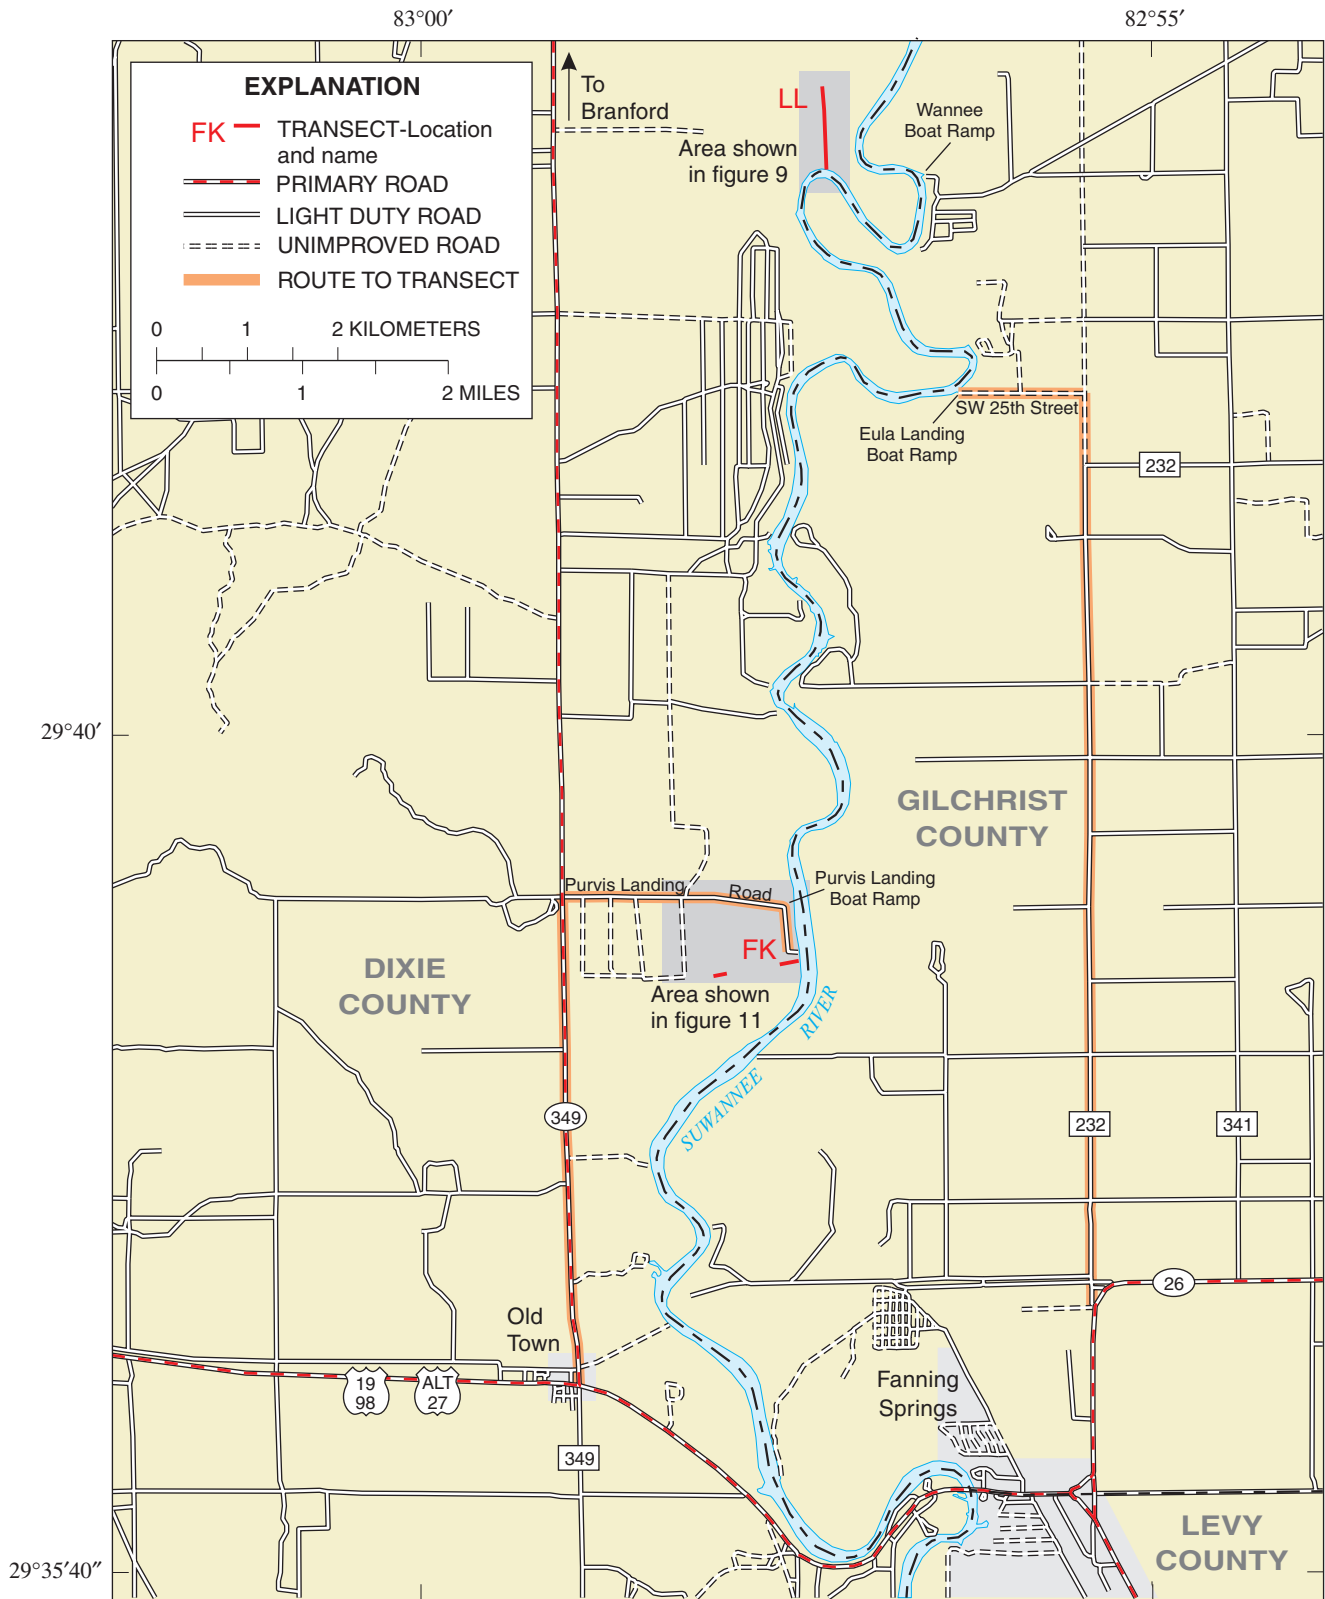 83°00′
82°55′
EXPLANATION
FK
TRANSECT-Location
and name
PRIMARY ROAD
LIGHT DUTY ROAD
UNIMPROVED ROAD
ROUTE TO TRANSECT
0 1 2 KILOMETERS
0 1 2 MILES
To
Branford
LL
Area shown
in figure 9
Wannee
Boat Ramp
SW 25th Street
Eula Landing
Boat Ramp
232
29°40′
GILCHRIST
COUNTY
Purvis Landing Road
Purvis Landing
Boat Ramp
FK
DIXIE
COUNTY
Area shown
in figure 11
SUWANNEE RIVER
349
232
341
26
Old
Town
19
98
ALT
27
Fanning
Springs
349
LEVY
COUNTY
29°35′40″